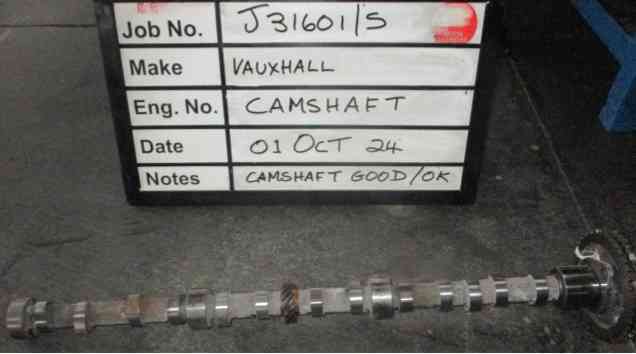 Job No. J31601/S
Make VAUXHALL
Eng. No. CAMSHAFT
Date 01 OCT 24
Notes CAMSHAFT GOOD/OK